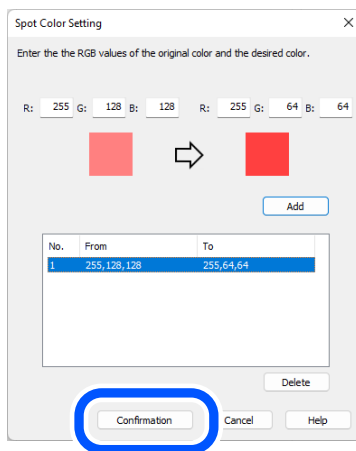 Spot Color Setting
Enter the the RGB values of the original color and the desired color.
R: 255 G: 128 B: 128 R: 255 G: 64 B: 64
Add
No. From To
1 255,128,128 255,64,64
Delete
Confirmation Cancel Help